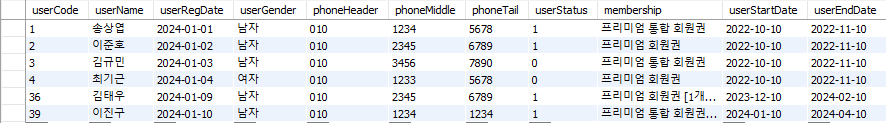 userCode userName userRegDate userGender phoneHeader phoneMiddle phoneTail userStatus membership userStartDate userEndDate
1 송상엽 2024-01-01 남자 010 1234 5678 1 프리미엄 통합 회원권 2022-10-10 2022-11-10
2 이준호 2024-01-02 남자 010 2345 6789 1 프리미엄 회원권 2022-10-10 2022-11-10
3 김규민 2024-01-03 남자 010 3456 7890 0 프리미엄 통합 회원권 2022-10-10 2022-11-10
4 최기근 2024-01-04 여자 010 1233 5678 0 프리미엄 회원권 2022-10-10 2022-11-10
36 김태우 2024-01-09 남자 010 2345 6789 1 프리미엄 회원권 [1개... 2023-12-10 2024-02-10
39 이진구 2024-01-10 남자 010 1234 1234 1 프리미엄 통합 회원권... 2024-01-10 2024-04-10